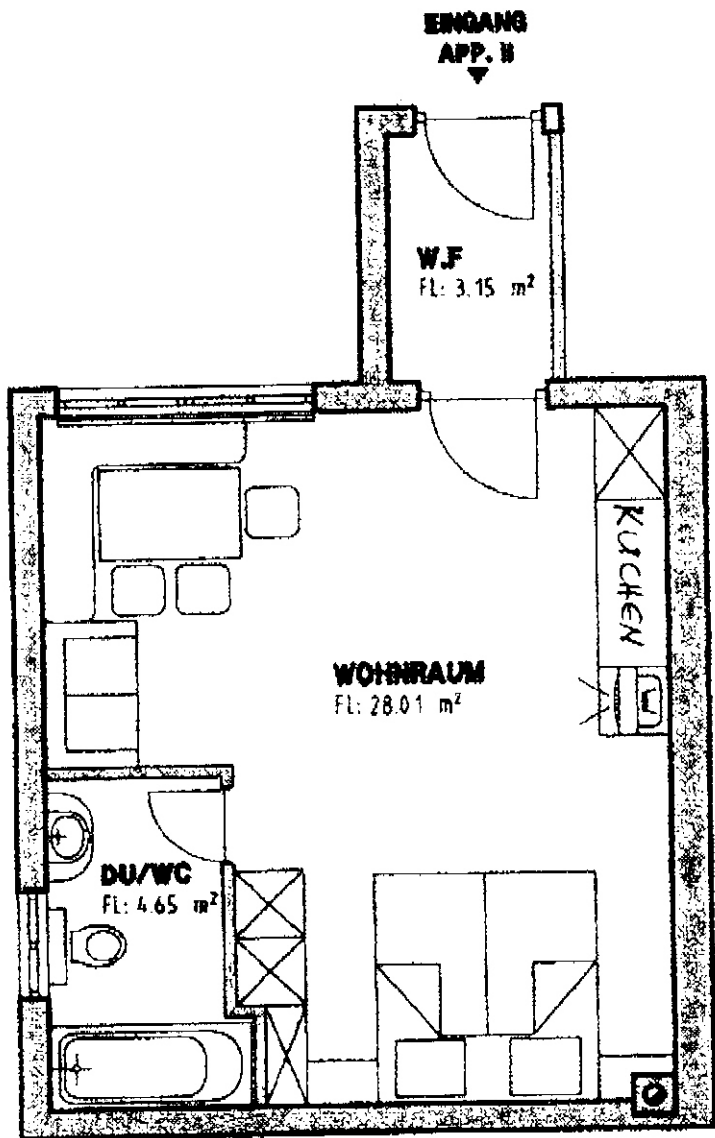 EINGANG
APP. II
W.F
FL: 3.15 m²
KUCHEN
WOHNRAUM
FL: 28.01 m²
DU/WC
FL: 4.65 m²